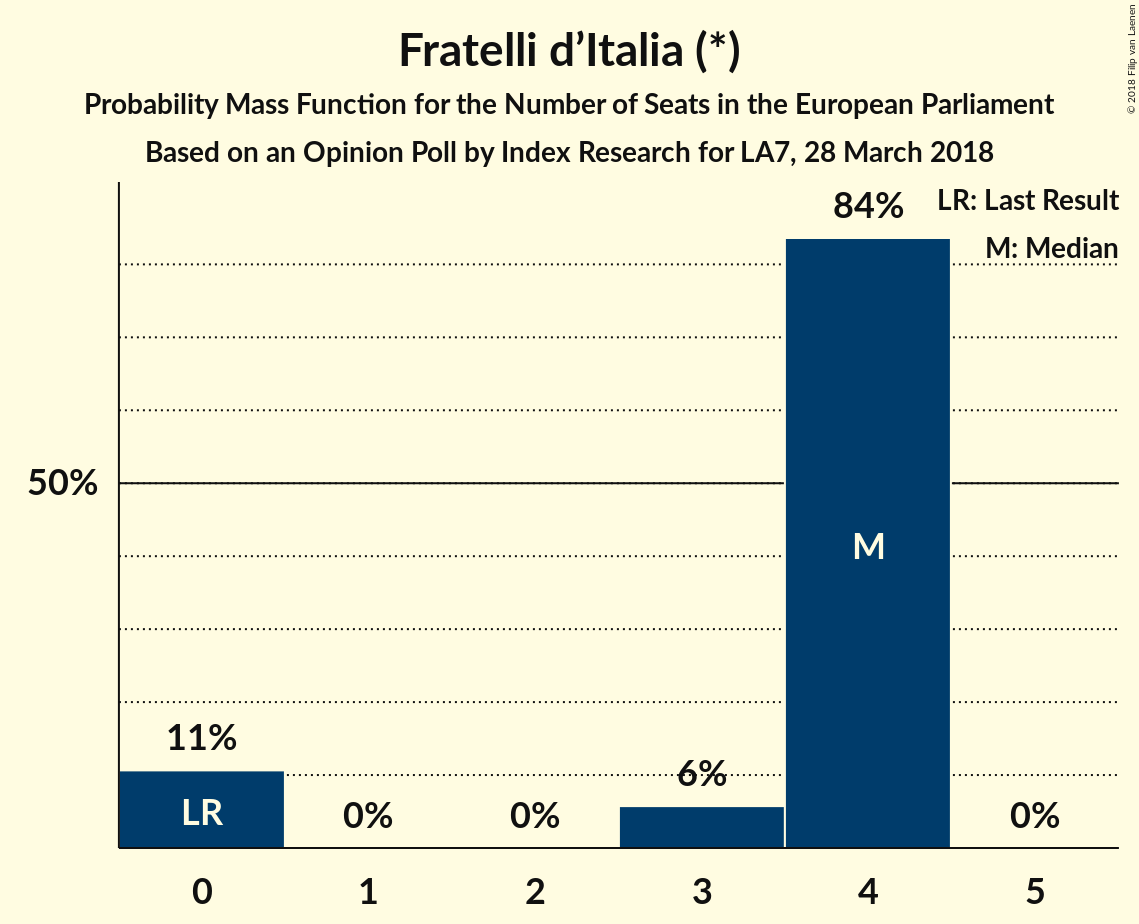 Fratelli d’Italia (*)
Probability Mass Function for the Number of Seats in the European Parliament
Based on an Opinion Poll by Index Research for LA7, 28 March 2018
© 2018 Filip van Laenen
LR: Last Result
M: Median
84%
50%
M
11%
6%
LR
0%
0%
0%
0
1
2
3
4
5